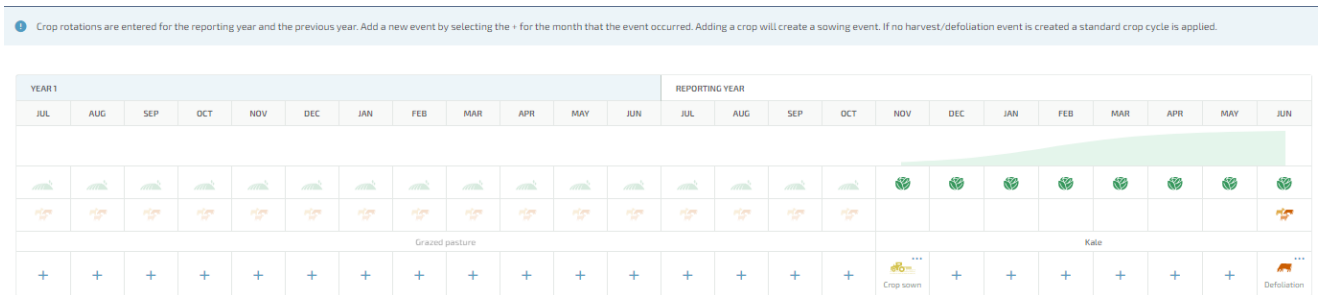 Crop rotations are entered for the reporting year and the previous year. Add a new event by selecting the + for the month that the event occurred. Adding a crop will create a sowing event. If no harvest/defoliation event is created a standard crop cycle is applied.
YEAR 1 REPORTING YEAR
JUL AUG SEP OCT NOV DEC JAN FEB MAR APR MAY JUN JUL AUG SEP OCT NOV DEC JAN FEB MAR APR MAY JUN
Grazed pasture Kale
+ + + + + + + + + + + + + + + + + + + + + +
Crop sown Defoliation